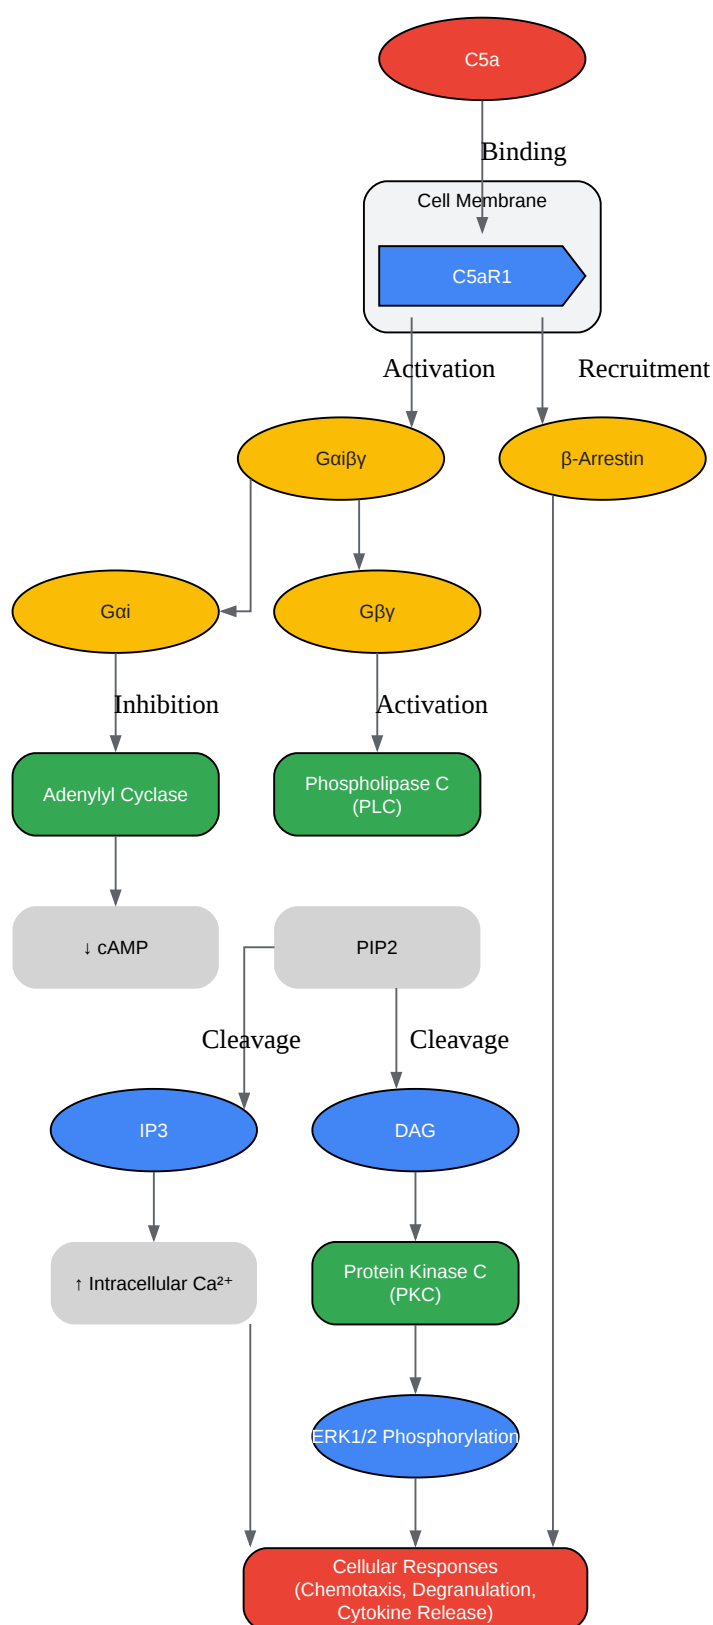 C5a
Binding
Cell Membrane
C5aR1
Activation
Recruitment
Gαiβγ
β-Arrestin
Gαi
Gβγ
Inhibition
Activation
Adenylyl Cyclase
Phospholipase C
(PLC)
↓ cAMP
PIP2
Cleavage
Cleavage
IP3
DAG
↑ Intracellular Ca²⁺
Protein Kinase C
(PKC)
ERK1/2 Phosphorylation
Cellular Responses
(Chemotaxis, Degranulation,
Cytokine Release)